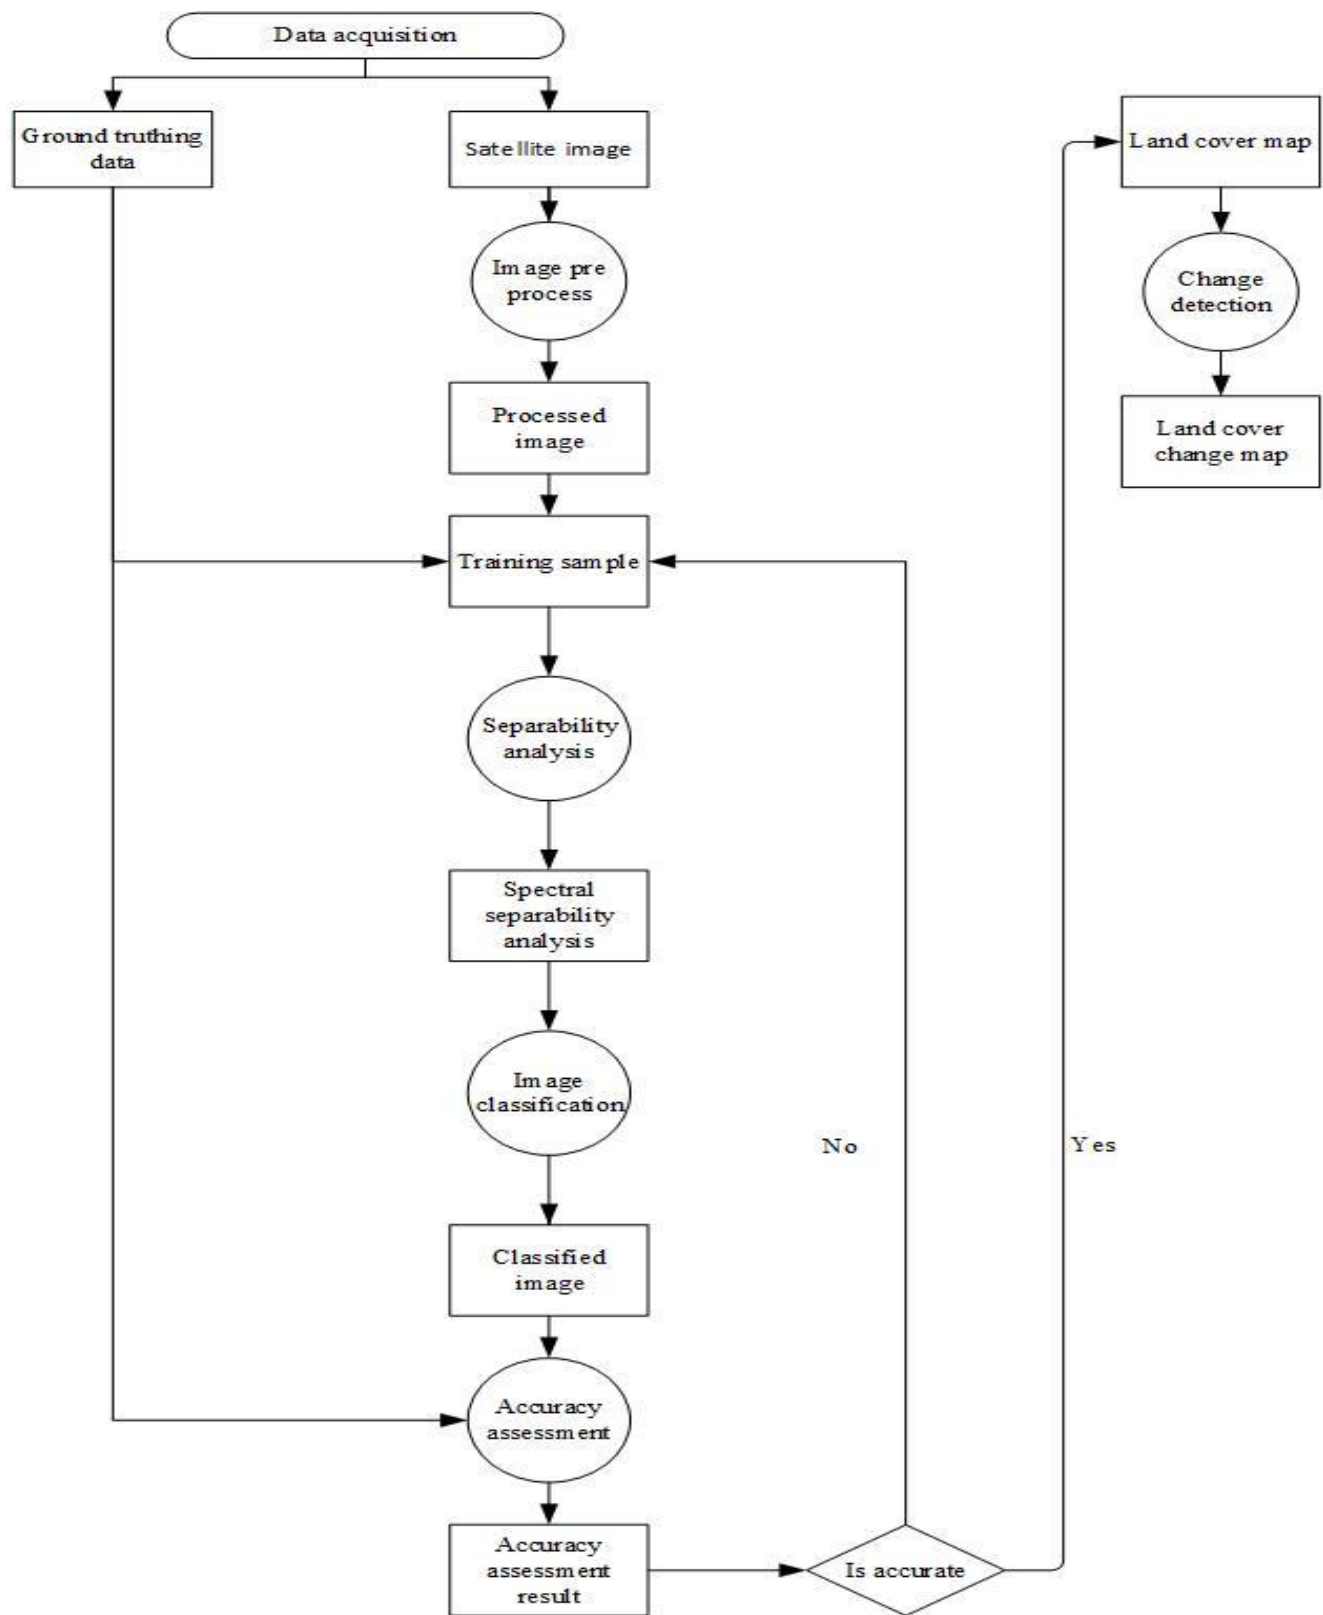 Data acquisition
Ground truthing
data
Satellite image
Image pre
process
Processed
image
Training sample
Separability
analysis
Spectral
separability
analysis
Image
classification
Classified
image
Accuracy
assessment
Accuracy
assessment
result
Is accurate
No
Yes
Land cover map
Change
detection
Land cover
change map